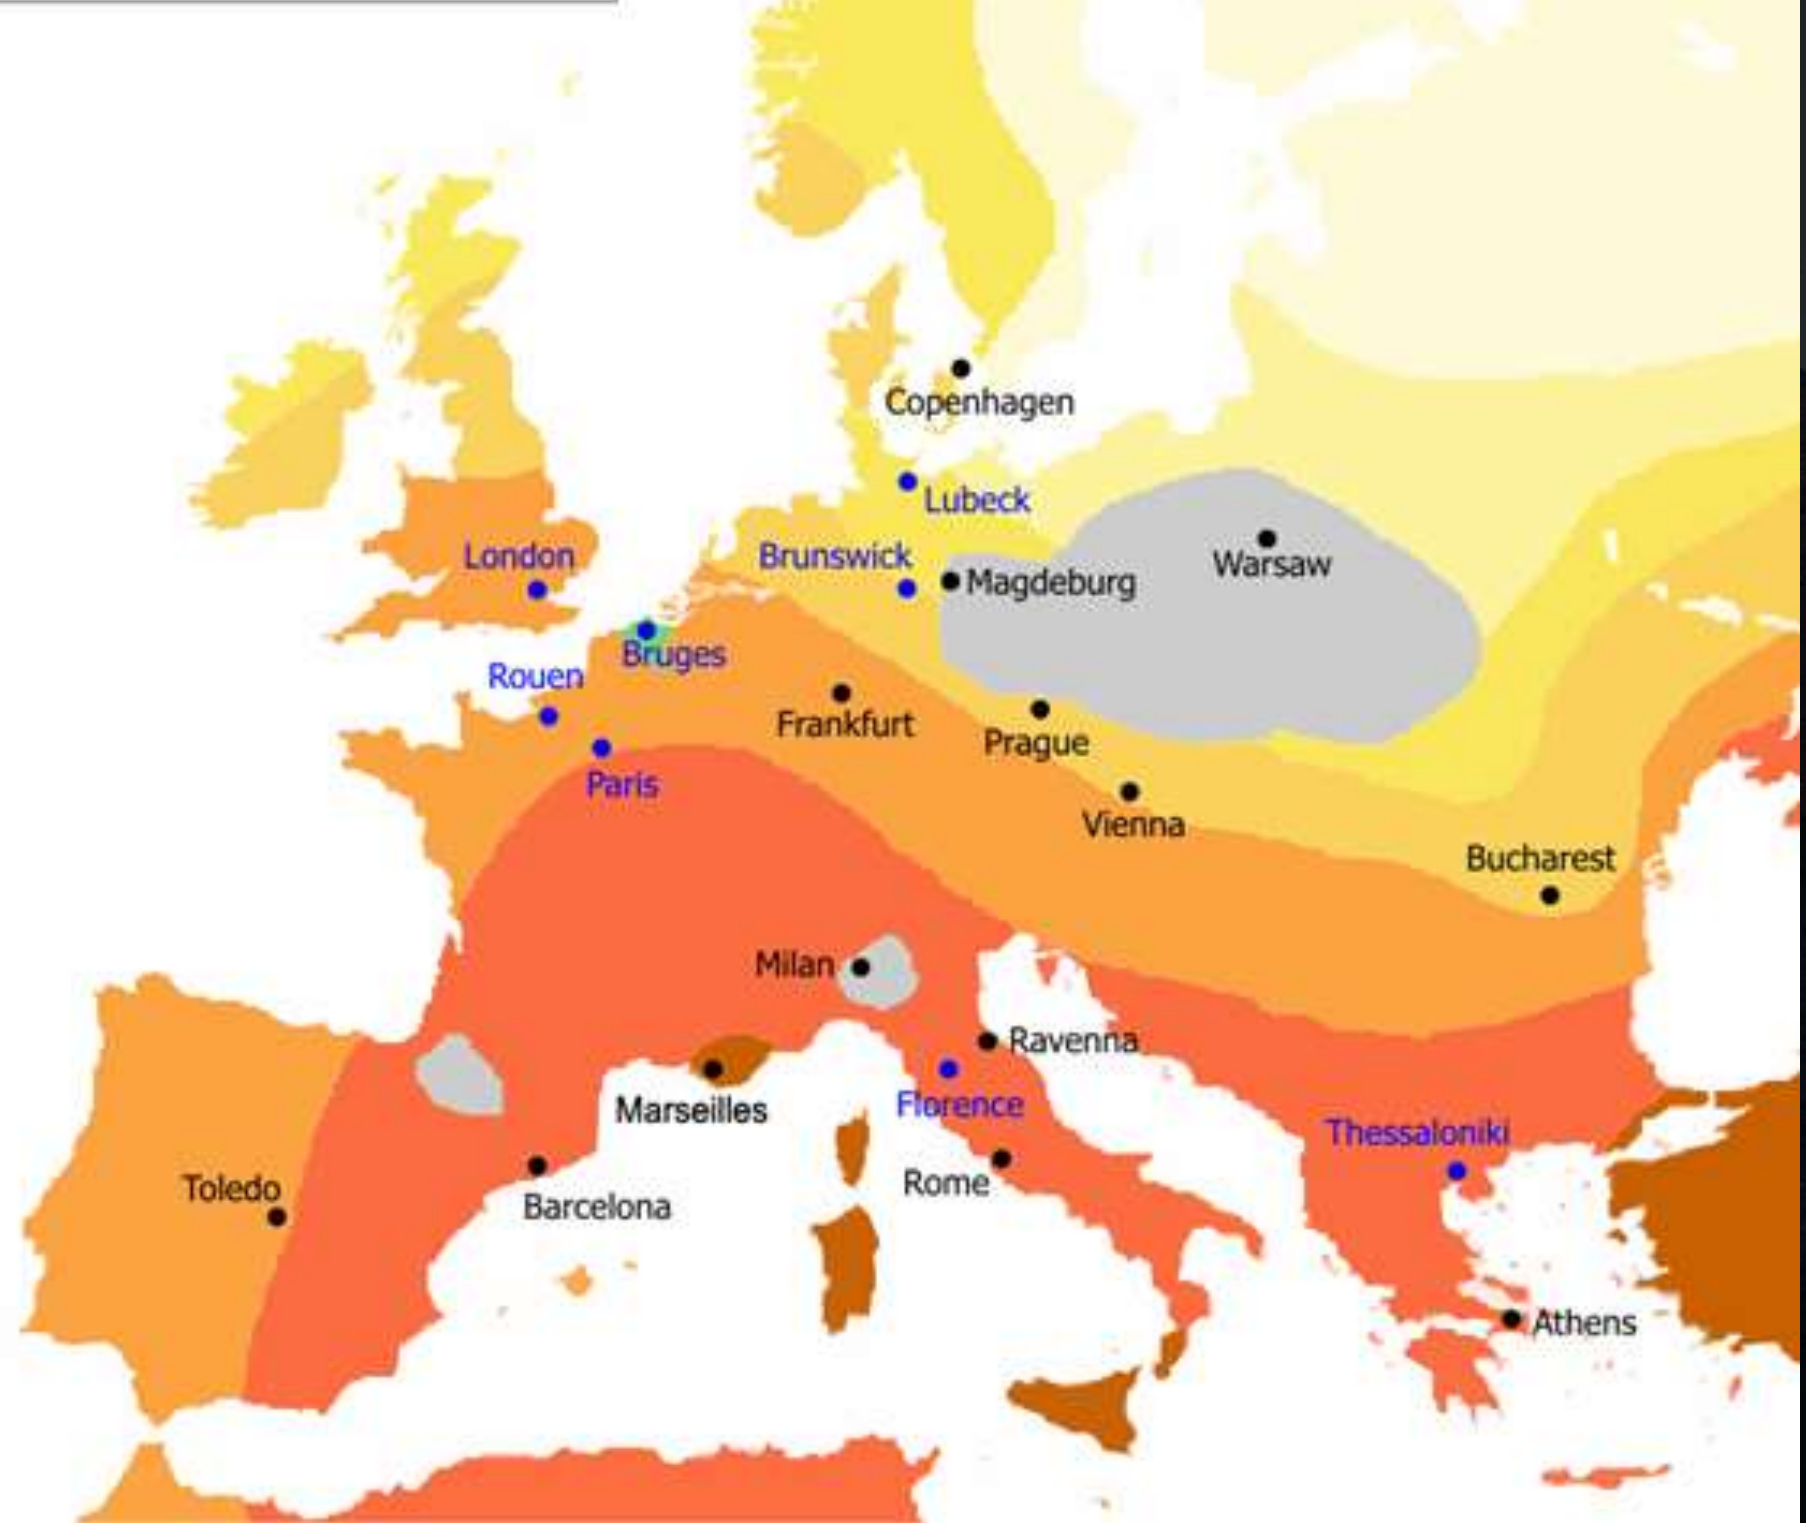 Copenhagen
Lubeck
London
Brunswick
Warsaw
Magdeburg
Bruges
Rouen
Frankfurt
Prague
Paris
Vienna
Bucharest
Milan
Ravenna
Marseilles
Florence
Thessaloniki
Toledo
Rome
Barcelona
Athens